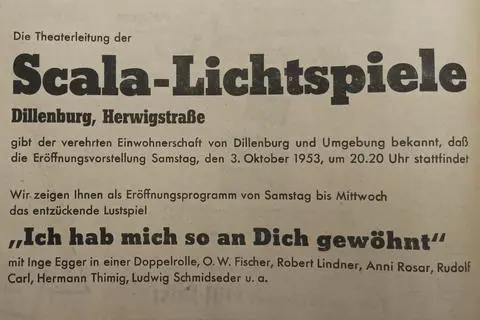 Die Theaterleitung der
Scala-Lichtspiele
Dillenburg, Herwigstraße
gibt der verehrten Einwohnerschaft von Dillenburg und Umgebung bekannt, daß
die Eröffnungsvorstellung Samstag, den 3. Oktober 1953, um 20.20 Uhr stattfindet
Wir zeigen Ihnen als Eröffnungsprogramm von Samstag bis Mittwoch
das entzückende Lustspiel
„Ich hab mich so an Dich gewöhnt“
mit Inge Egger in einer Doppelrolle, O. W. Fischer, Robert Lindner, Anni Rosar, Rudolf
Carl, Hermann Thimig, Ludwig Schmidseder u. a.